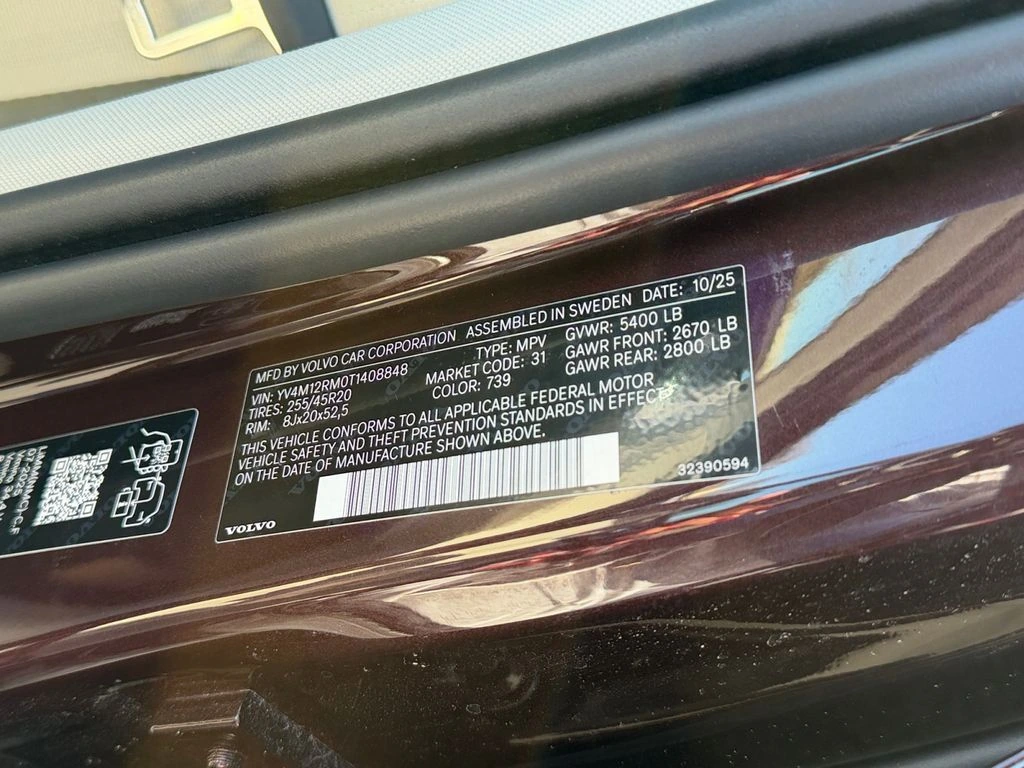 MFD BY VOLVO CAR CORPORATION ASSEMBLED IN SWEDEN DATE: 10/25
VIN: YV4M12RM0T1408848 TYPE: MPV GVWR: 5400 LB
TIRES: 255/45R20 MARKET CODE: 31 GAWR FRONT: 2670 LB
RIM: 8Jx20x52,5 COLOR: 739 GAWR REAR: 2800 LB
THIS VEHICLE CONFORMS TO ALL APPLICABLE FEDERAL MOTOR
VEHICLE SAFETY AND THEFT PREVENTION STANDARDS IN EFFECT
ON THE DATE OF MANUFACTURE SHOWN ABOVE.
32390594
VOLVO